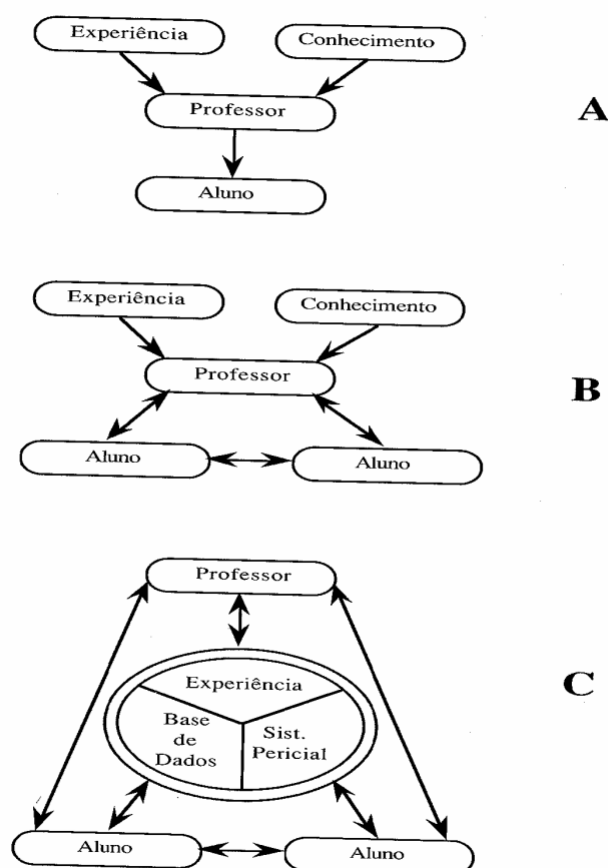 Experiência
Conhecimento
Professor
A
Aluno
Experiência
Conhecimento
Professor
B
Aluno
Aluno
Professor
Experiência
C
Base
de
Dados
Sist.
Pericial
Aluno
Aluno